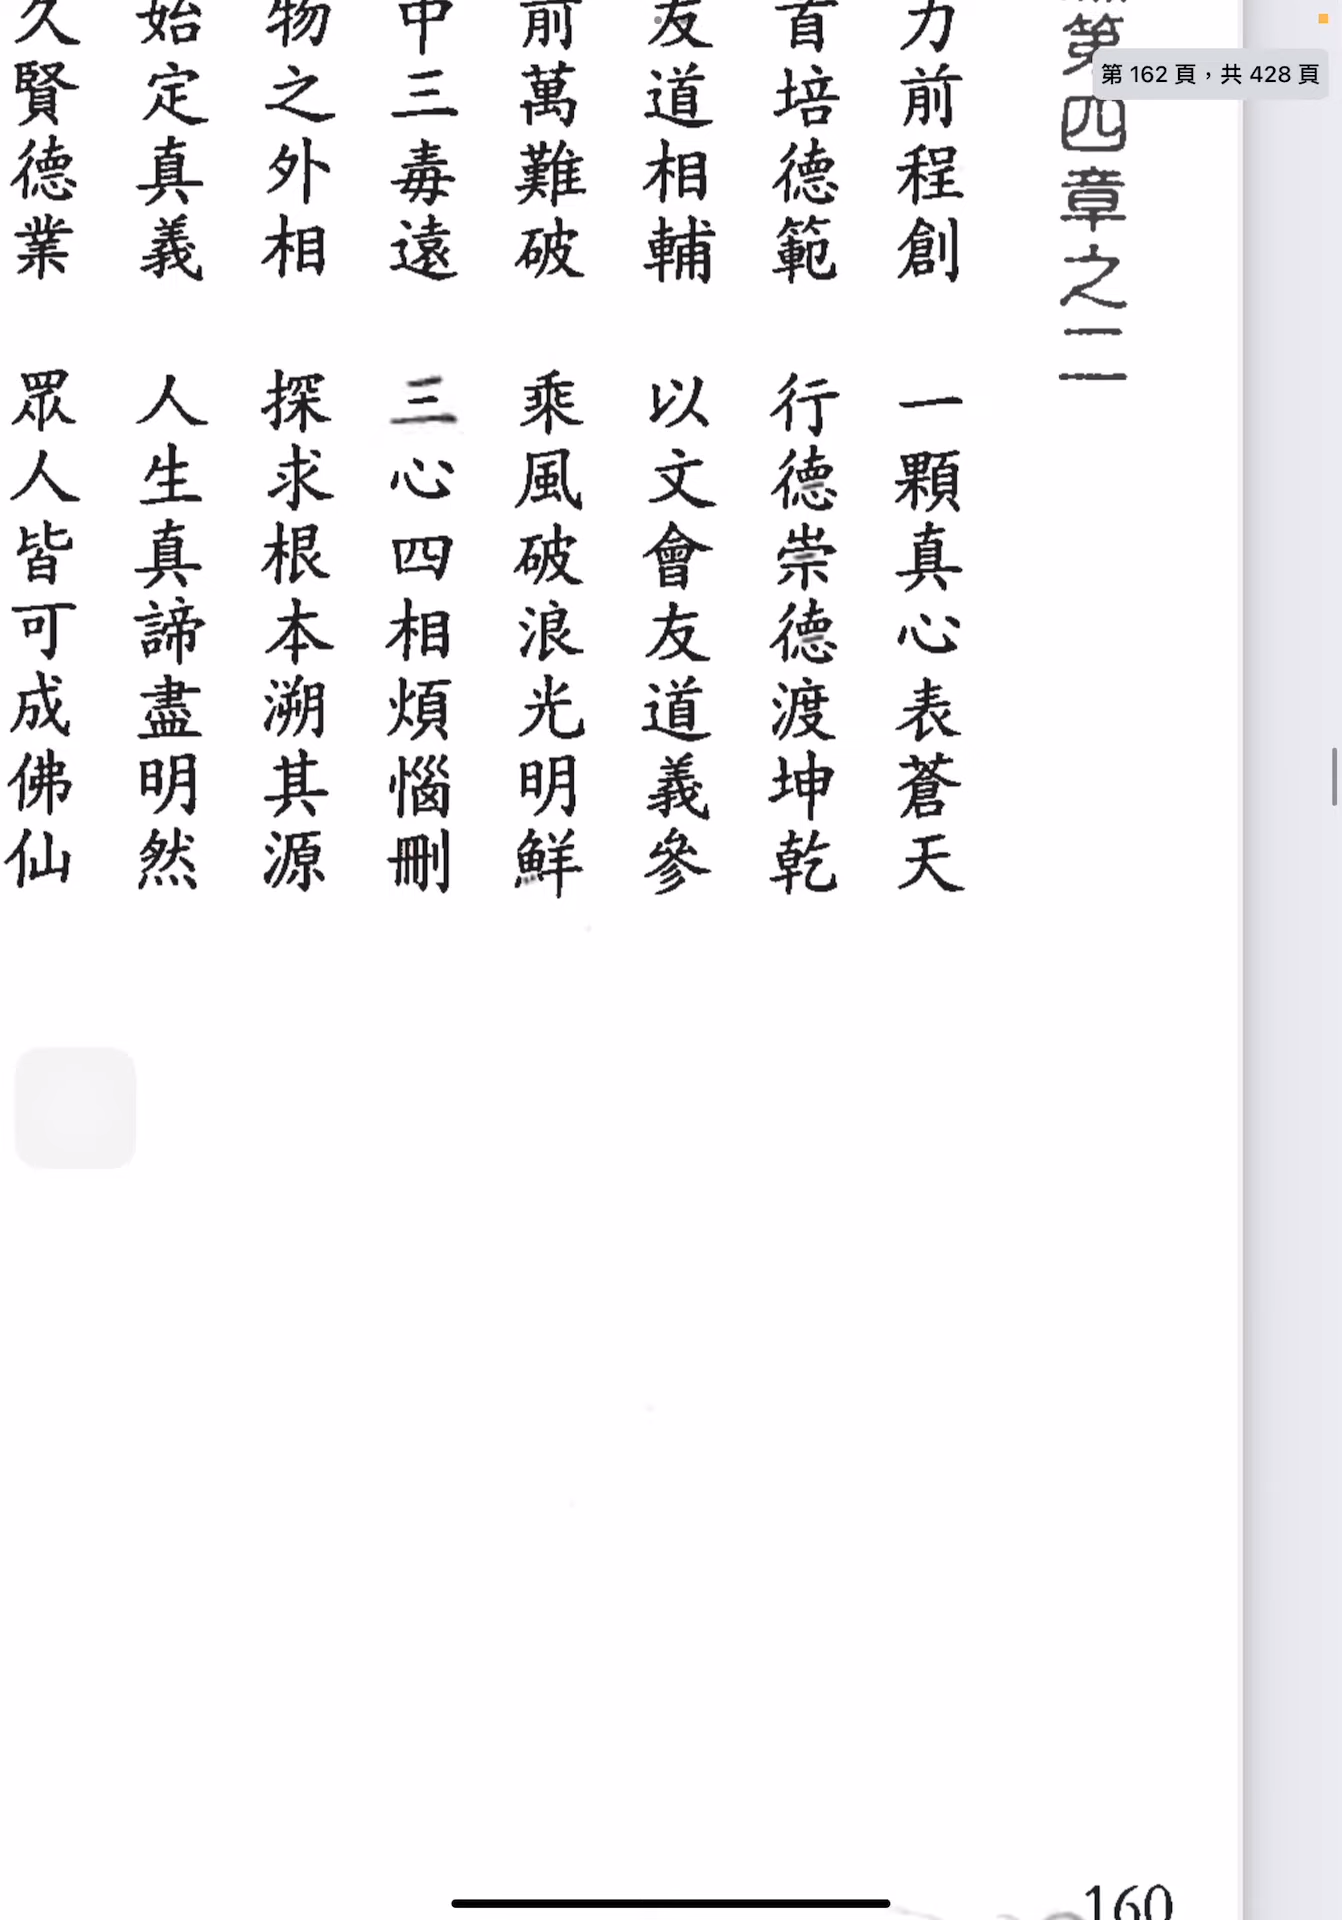 第 162 頁，共 428 頁
第四章之二
力前程創　一顆真心表蒼天
首培德範　行德崇德渡坤乾
友道相輔　以文會友道義參
前萬難破　乘風破浪光明鮮
中三毒遠　三心四相煩惱刪
物之外相　探求根本溯其源
始定真義　人生真諦盡明然
久賢德業　眾人皆可成佛仙
160